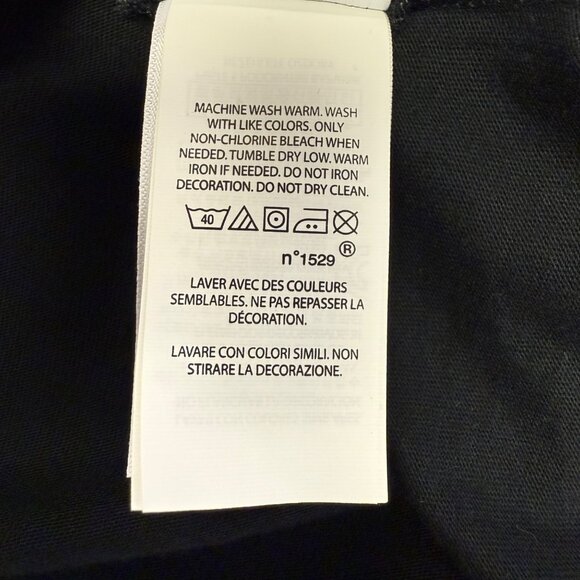 MACHINE WASH WARM. WASH
WITH LIKE COLORS. ONLY
NON-CHLORINE BLEACH WHEN
NEEDED. TUMBLE DRY LOW. WARM
IRON IF NEEDED. DO NOT IRON
DECORATION. DO NOT DRY CLEAN.
40
n°1529 ®
LAVER AVEC DES COULEURS
SEMBLABLES. NE PAS REPASSER LA
DÉCORATION.
LAVARE CON COLORI SIMILI. NON
STIRARE LA DECORAZIONE.